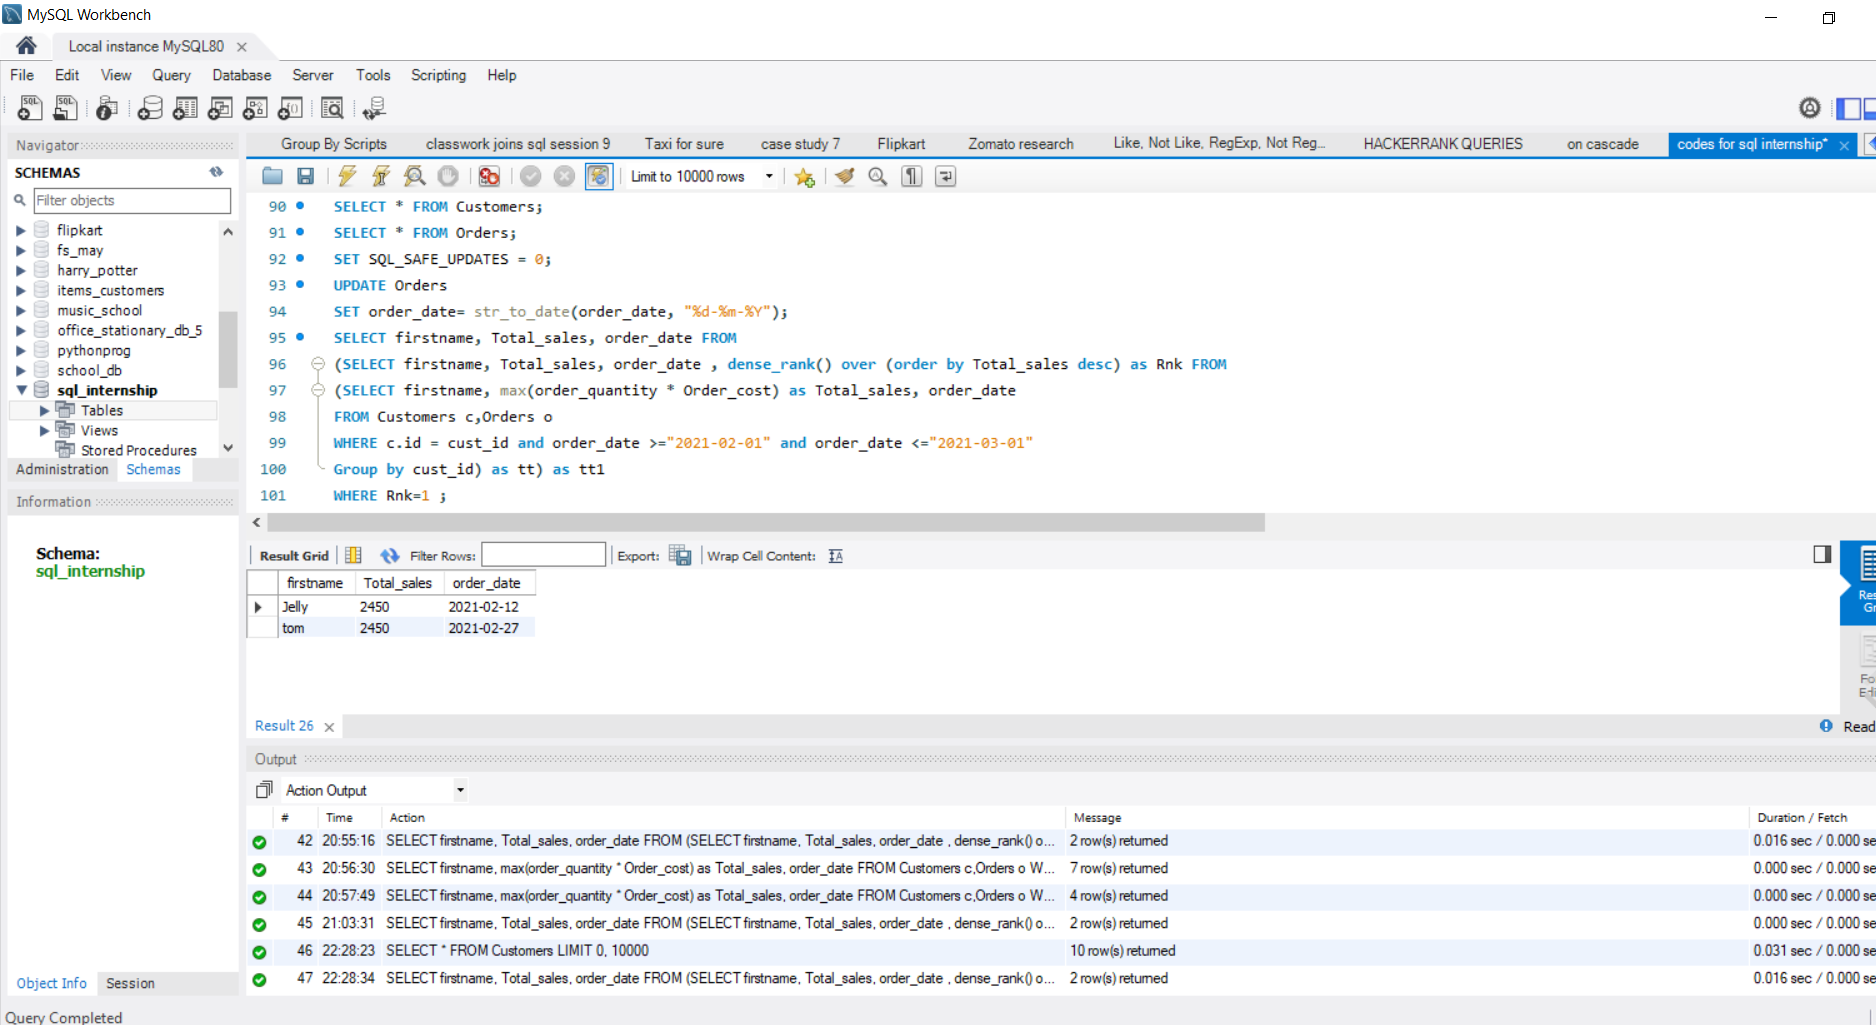 MySQL Workbench
Local instance MySQL80
File Edit View Query Database Server Tools Scripting Help
Navigator
SCHEMAS
Filter objects
flipkart
fs_may
harry_potter
items_customers
music_school
office_stationary_db_5
pythonprog
school_db
sql_internship
Tables
Views
Stored Procedures
Administration Schemas
Information
Schema:
sql_internship
Object Info Session
Query Completed
Group By Scripts classwork joins sql session 9 Taxi for sure case study 7 Flipkart Zomato research Like, Not Like, RegExp, Not Reg... HACKERRANK QUERIES on cascade codes for sql internship*
Limit to 10000 rows
90 SELECT * FROM Customers;
91 SELECT * FROM Orders;
92 SET SQL_SAFE_UPDATES = 0;
93 UPDATE Orders
94 SET order_date= str_to_date(order_date, "%d-%m-%Y");
95 SELECT firstname, Total_sales, order_date FROM
96 (SELECT firstname, Total_sales, order_date , dense_rank() over (order by Total_sales desc) as Rnk FROM
97 (SELECT firstname, max(order_quantity * Order_cost) as Total_sales, order_date
98 FROM Customers c,Orders o
99 WHERE c.id = cust_id and order_date >="2021-02-01" and order_date <="2021-03-01"
100 Group by cust_id) as tt) as tt1
101 WHERE Rnk=1 ;
Result Grid Filter Rows: Export: Wrap Cell Content:
firstname Total_sales order_date
Jelly 2450 2021-02-12
tom 2450 2021-02-27
Result 26
Read
Output
Action Output
# Time Action Message Duration / Fetch
42 20:55:16 SELECT firstname, Total_sales, order_date FROM (SELECT firstname, Total_sales, order_date , dense_rank() o... 2 row(s) returned 0.016 sec / 0.000 se
43 20:56:30 SELECT firstname, max(order_quantity * Order_cost) as Total_sales, order_date FROM Customers c,Orders o W... 7 row(s) returned 0.000 sec / 0.000 se
44 20:57:49 SELECT firstname, max(order_quantity * Order_cost) as Total_sales, order_date FROM Customers c,Orders o W... 4 row(s) returned 0.000 sec / 0.000 se
45 21:03:31 SELECT firstname, Total_sales, order_date FROM (SELECT firstname, Total_sales, order_date , dense_rank() o... 2 row(s) returned 0.000 sec / 0.000 se
46 22:28:23 SELECT * FROM Customers LIMIT 0, 10000 10 row(s) returned 0.031 sec / 0.000 se
47 22:28:34 SELECT firstname, Total_sales, order_date FROM (SELECT firstname, Total_sales, order_date , dense_rank() o... 2 row(s) returned 0.016 sec / 0.000 se